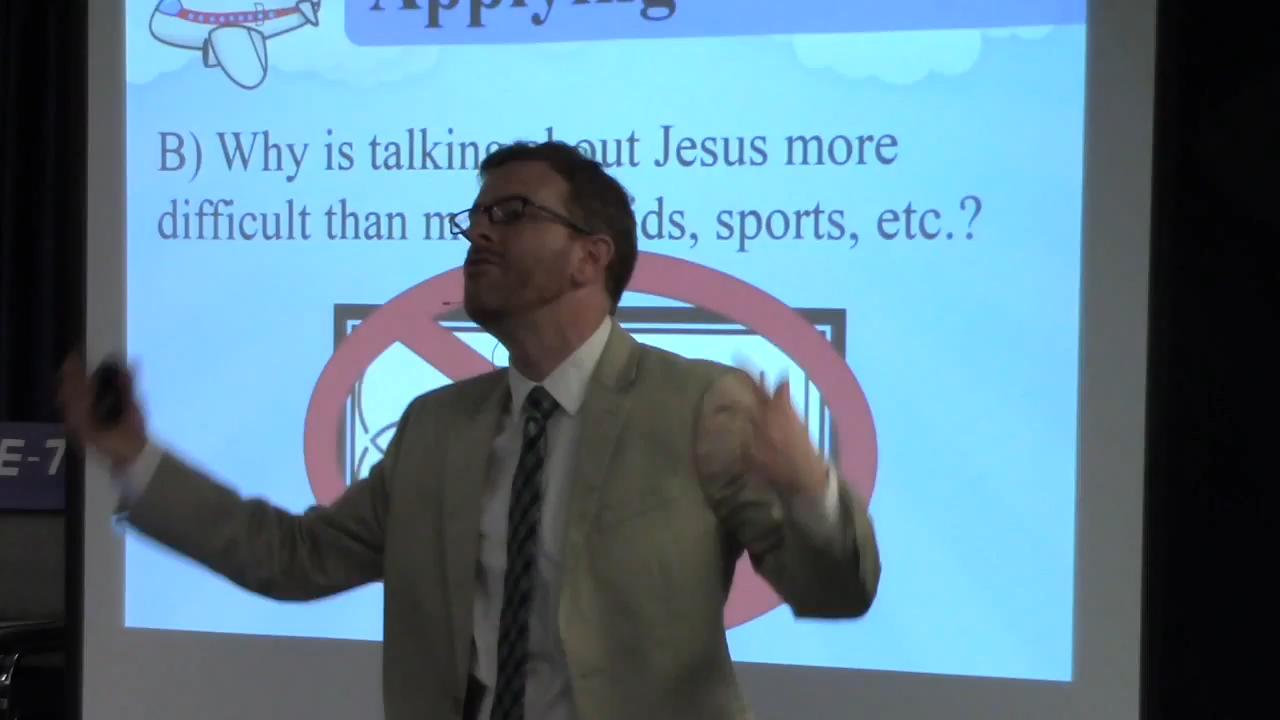 Applying
B) Why is talking about Jesus more
difficult than ids, sports, etc.?
E-7